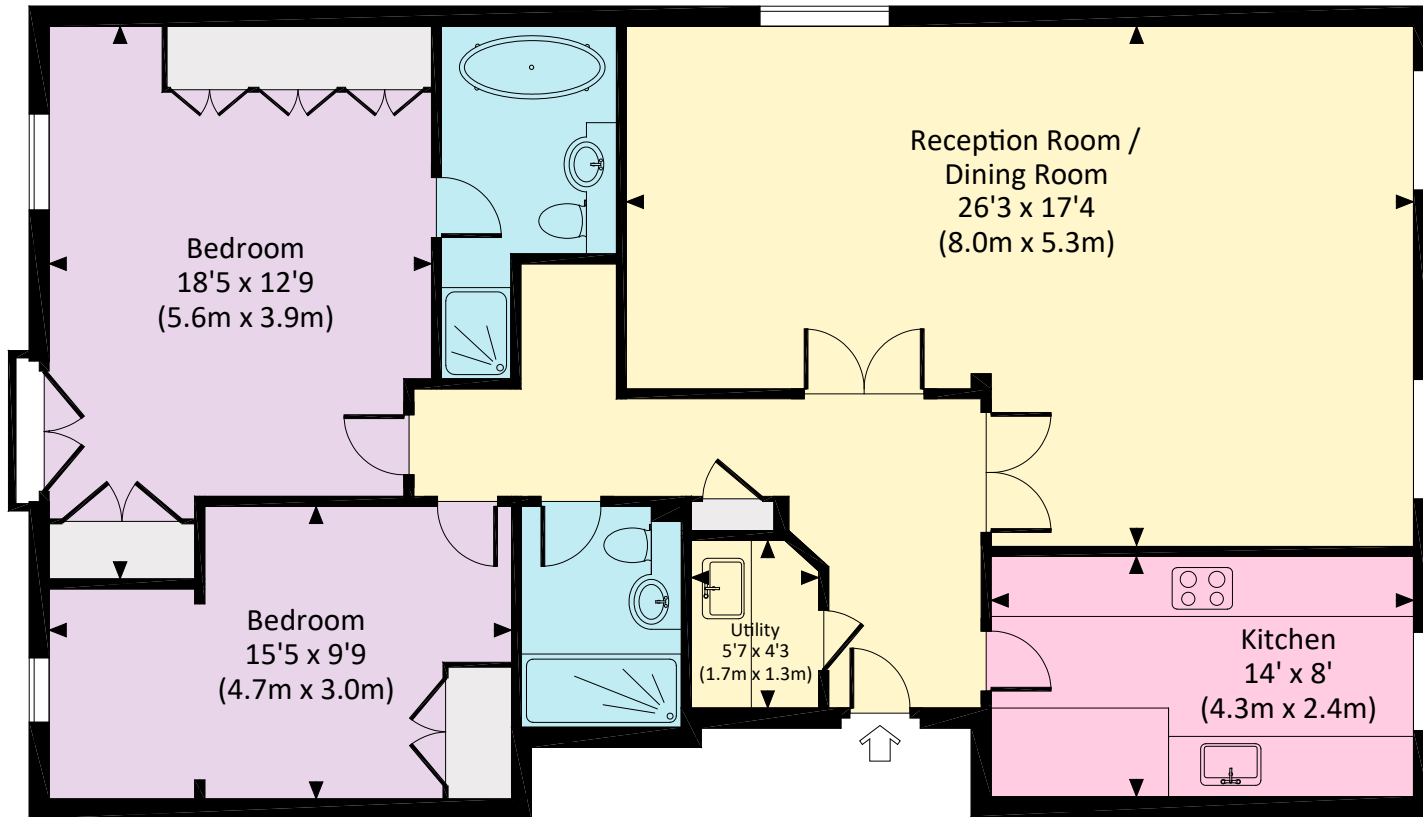 Reception Room /
Dining Room
26'3 x 17'4
(8.0m x 5.3m)
Bedroom
18'5 x 12'9
(5.6m x 3.9m)
Bedroom
15'5 x 9'9
(4.7m x 3.0m)
Utility
5'7 x 4'3
(1.7m x 1.3m)
Kitchen
14' x 8'
(4.3m x 2.4m)